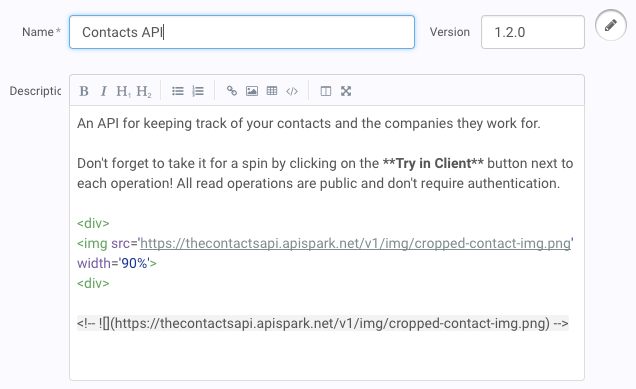 Name* Contacts API Version 1.2.0
Descriptic
B I H1 H2
An API for keeping track of your contacts and the companies they work for.
Don't forget to take it for a spin by clicking on the **Try in Client** button next to
each operation! All read operations are public and don't require authentication.
<div>
<img src='https://thecontactsapi.apispark.net/v1/img/cropped-contact-img.png'
width='90%'>
<div>
<!-- ![](https://thecontactsapi.apispark.net/v1/img/cropped-contact-img.png) -->